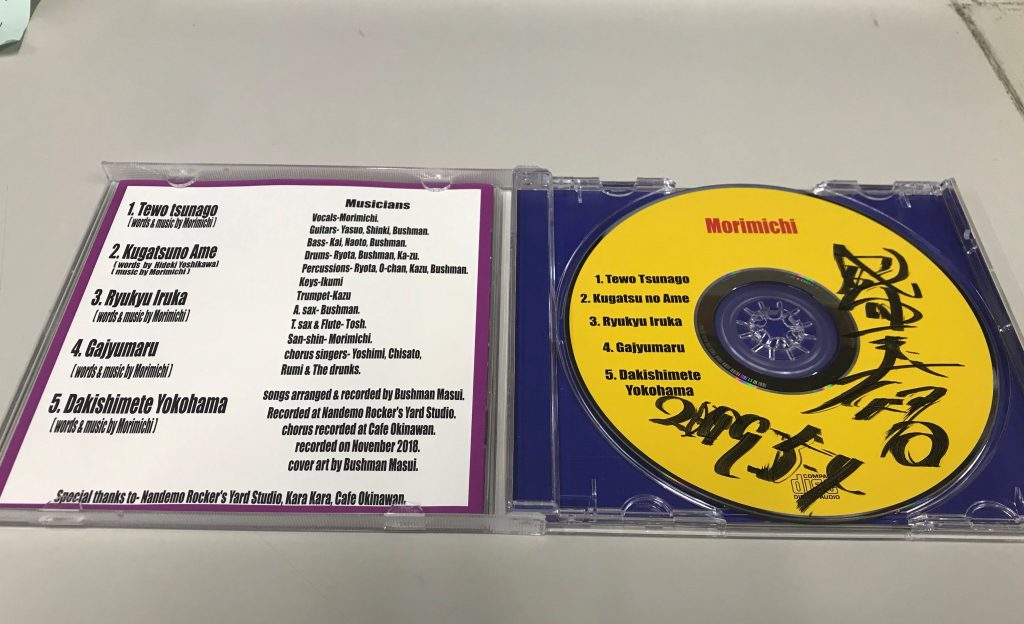 1. Tewo tsunago
( words & music by Morimichi )
2. Kugatsuno Ame
( words by Hideki Yoshikawa )
( music by Morimichi )
3. Ryukyu Iruka
( words & music by Morimichi )
4. Gajyumaru
( words & music by Morimichi )
5. Dakishimete Yokohama
( words & music by Morimichi )
Musicians
Vocals-Morimichi.
Guitars- Yasuo, Shinki, Bushman.
Bass- Kai, Naoto, Bushman.
Drums- Ryota, Bushman, Ka-zu.
Percussions- Ryota, O-chan, Kazu, Bushman.
Keys-Ikumi
Trumpet-Kazu
A. sax- Bushman.
T. sax & Flute- Tosh.
San-shin- Morimichi.
chorus singers- Yoshimi, Chisato,
Rumi & The drunks.
songs arranged & recorded by Bushman Masui.
Recorded at Nandemo Rocker's Yard Studio.
chorus recorded at Cafe Okinawan.
recorded on Novenber 2018.
cover art by Bushman Masui.
Special thanks to- Nandemo Rocker's Yard Studio, Kara Kara, Cafe Okinawan.
Morimichi
1. Tewo Tsunago
2. Kugatsu no Ame
3. Ryukyu Iruka
4. Gajyumaru
5. Dakishimete
Yokohama
COMPACT
disc
DIGITAL AUDIO